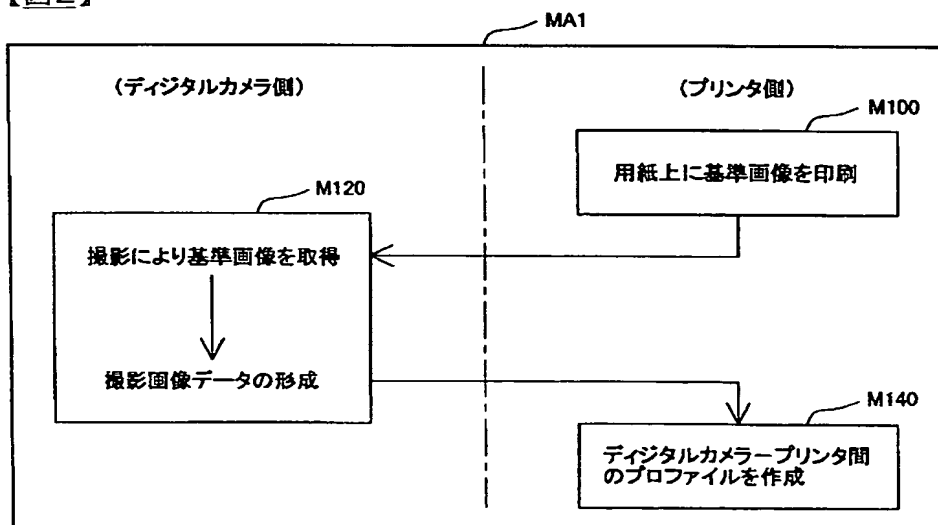 【図2】
MA1
(ディジタルカメラ側)
(プリンタ側)
M100
用紙上に基準画像を印刷
M120
撮影により基準画像を取得
撮影画像データの形成
M140
ディジタルカメラープリンタ間
のプロファイルを作成